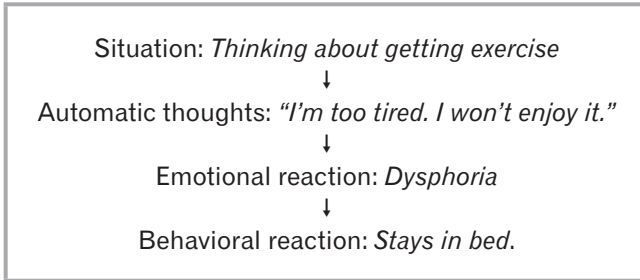 Situation: Thinking about getting exercise
↓
Automatic thoughts: “I’m too tired. I won’t enjoy it.”
↓
Emotional reaction: Dysphoria
↓
Behavioral reaction: Stays in bed.